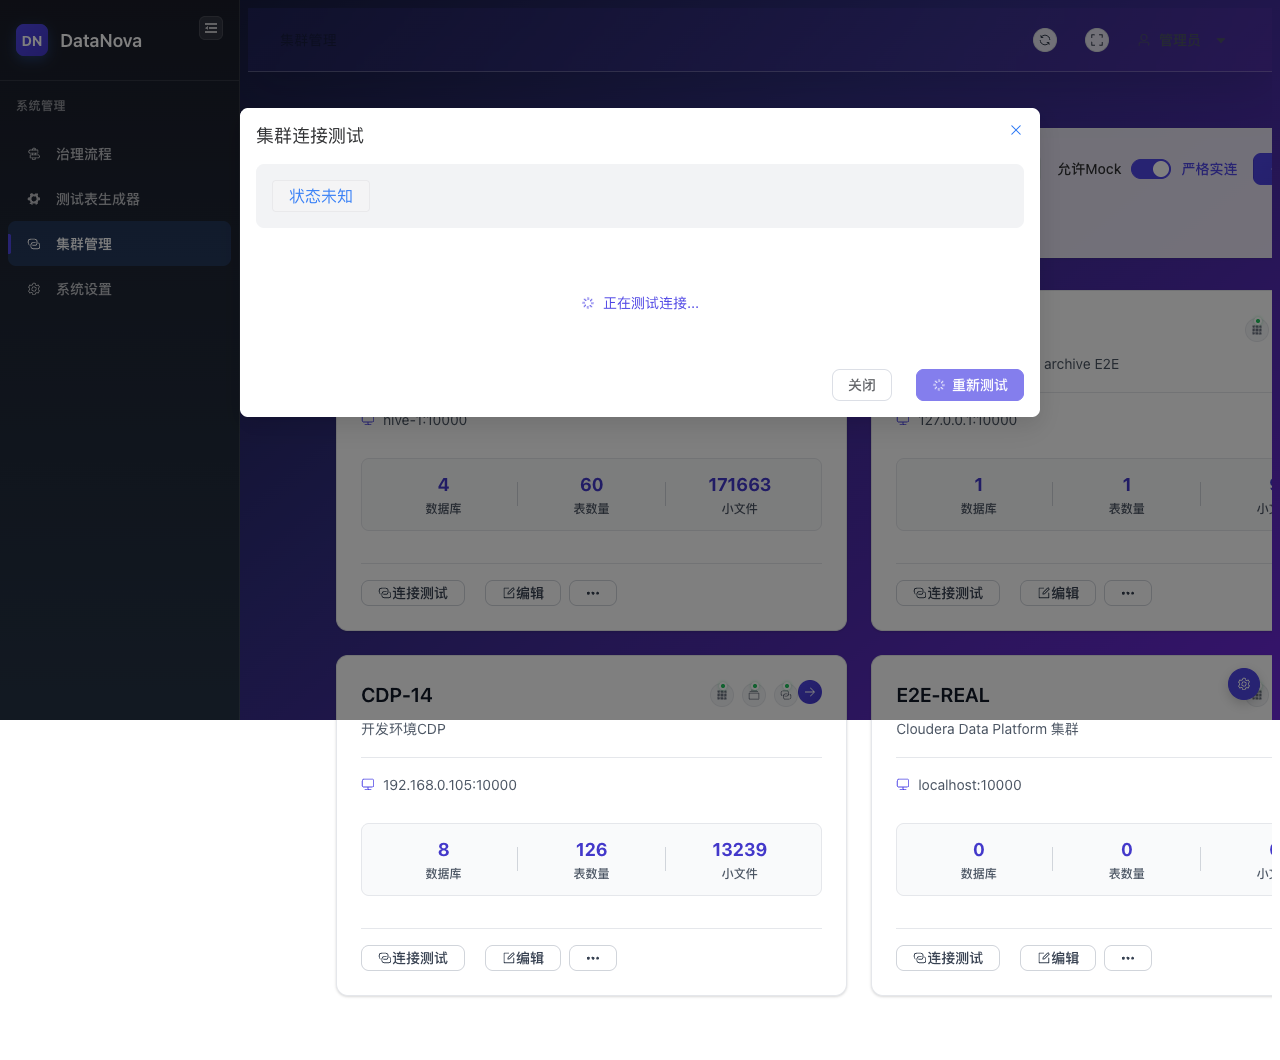 DN DataNova
集群管理
管理员
系统管理
治理流程
测试表生成器
集群管理
系统设置
集群连接测试
状态未知
正在测试连接...
关闭
重新测试
允许Mock
严格实连
archive E2E
hive-1:10000
4
数据库
60
表数量
171663
小文件
连接测试
编辑
127.0.0.1:10000
1
数据库
1
表数量
连接测试
编辑
CDP-14
开发环境CDP
192.168.0.105:10000
8
数据库
126
表数量
13239
小文件
连接测试
编辑
E2E-REAL
Cloudera Data Platform 集群
localhost:10000
0
数据库
0
表数量
连接测试
编辑